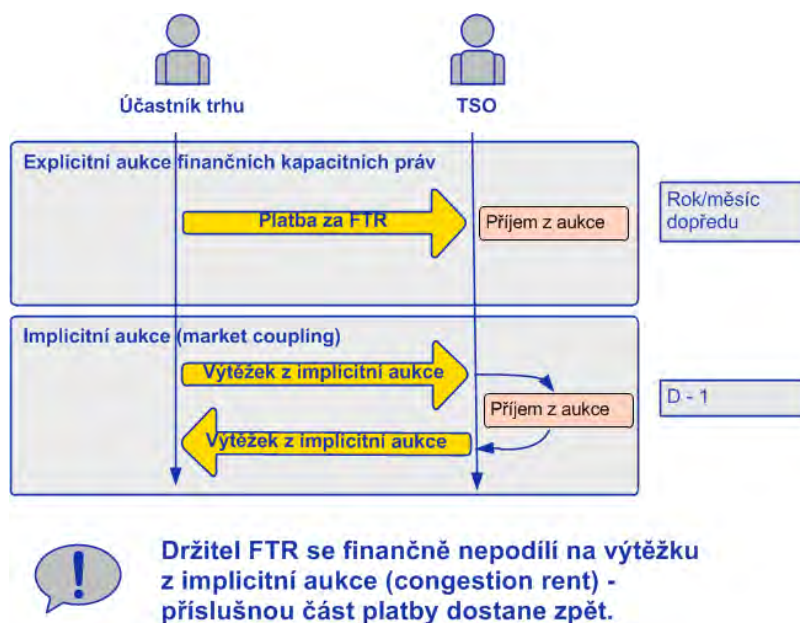 Účastník trhu
TSO
Explicitní aukce finančních kapacitních práv
Platba za FTR
Příjem z aukce
Rok/měsíc
dopředu
Implicitní aukce (market coupling)
Výtěžek z implicitní aukce
Příjem z aukce
D - 1
Výtěžek z implicitní aukce
!
Držitel FTR se finančně nepodílí na výtěžku
z implicitní aukce (congestion rent) -
příslušnou část platby dostane zpět.